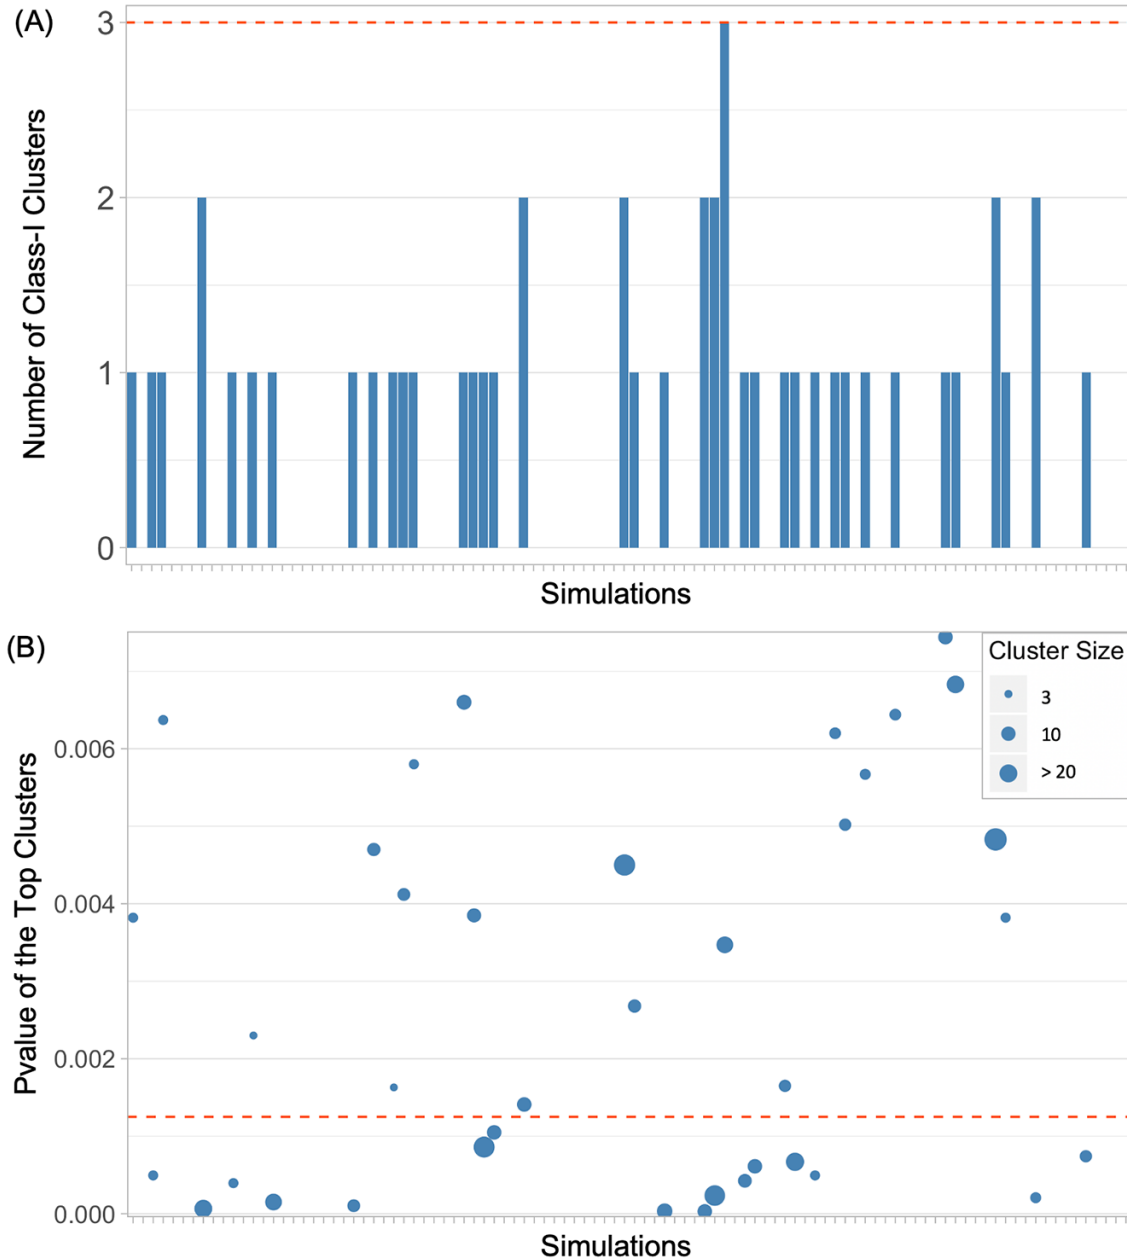 (A)
Number of Class-I Clusters
3
2
1
0
Simulations
(B)
Pvalue of the Top Clusters
0.006
0.004
0.002
0.000
Cluster Size
3
10
> 20
Simulations